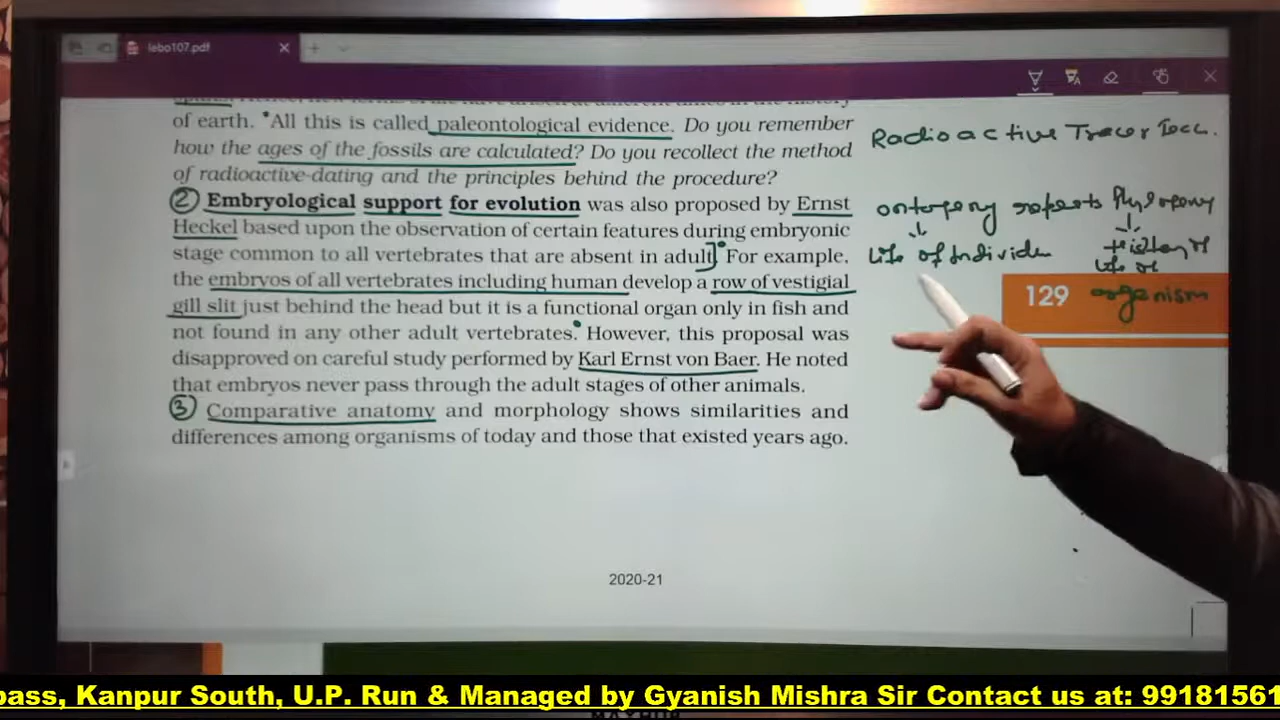 lebo107.pdf
of earth. All this is called paleontological evidence. Do you remember
how the ages of the fossils are calculated? Do you recollect the method
of radioactive-dating and the principles behind the procedure?
② Embryological support for evolution was also proposed by Ernst
Heckel based upon the observation of certain features during embryonic
stage common to all vertebrates that are absent in adult] For example,
the embryos of all vertebrates including human develop a row of vestigial
gill slit just behind the head but it is a functional organ only in fish and
not found in any other adult vertebrates. However, this proposal was
disapproved on careful study performed by Karl Ernst von Baer. He noted
that embryos never pass through the adult stages of other animals.
③ Comparative anatomy and morphology shows similarities and
differences among organisms of today and those that existed years ago.
2020-21
Radioactive Tracer Tech.
ontogeny repeats Phylogeny
Life of Individu
Life of
129 organism
pass, Kanpur South, U.P. Run & Managed by Gyanish Mishra Sir Contact us at: 99181561